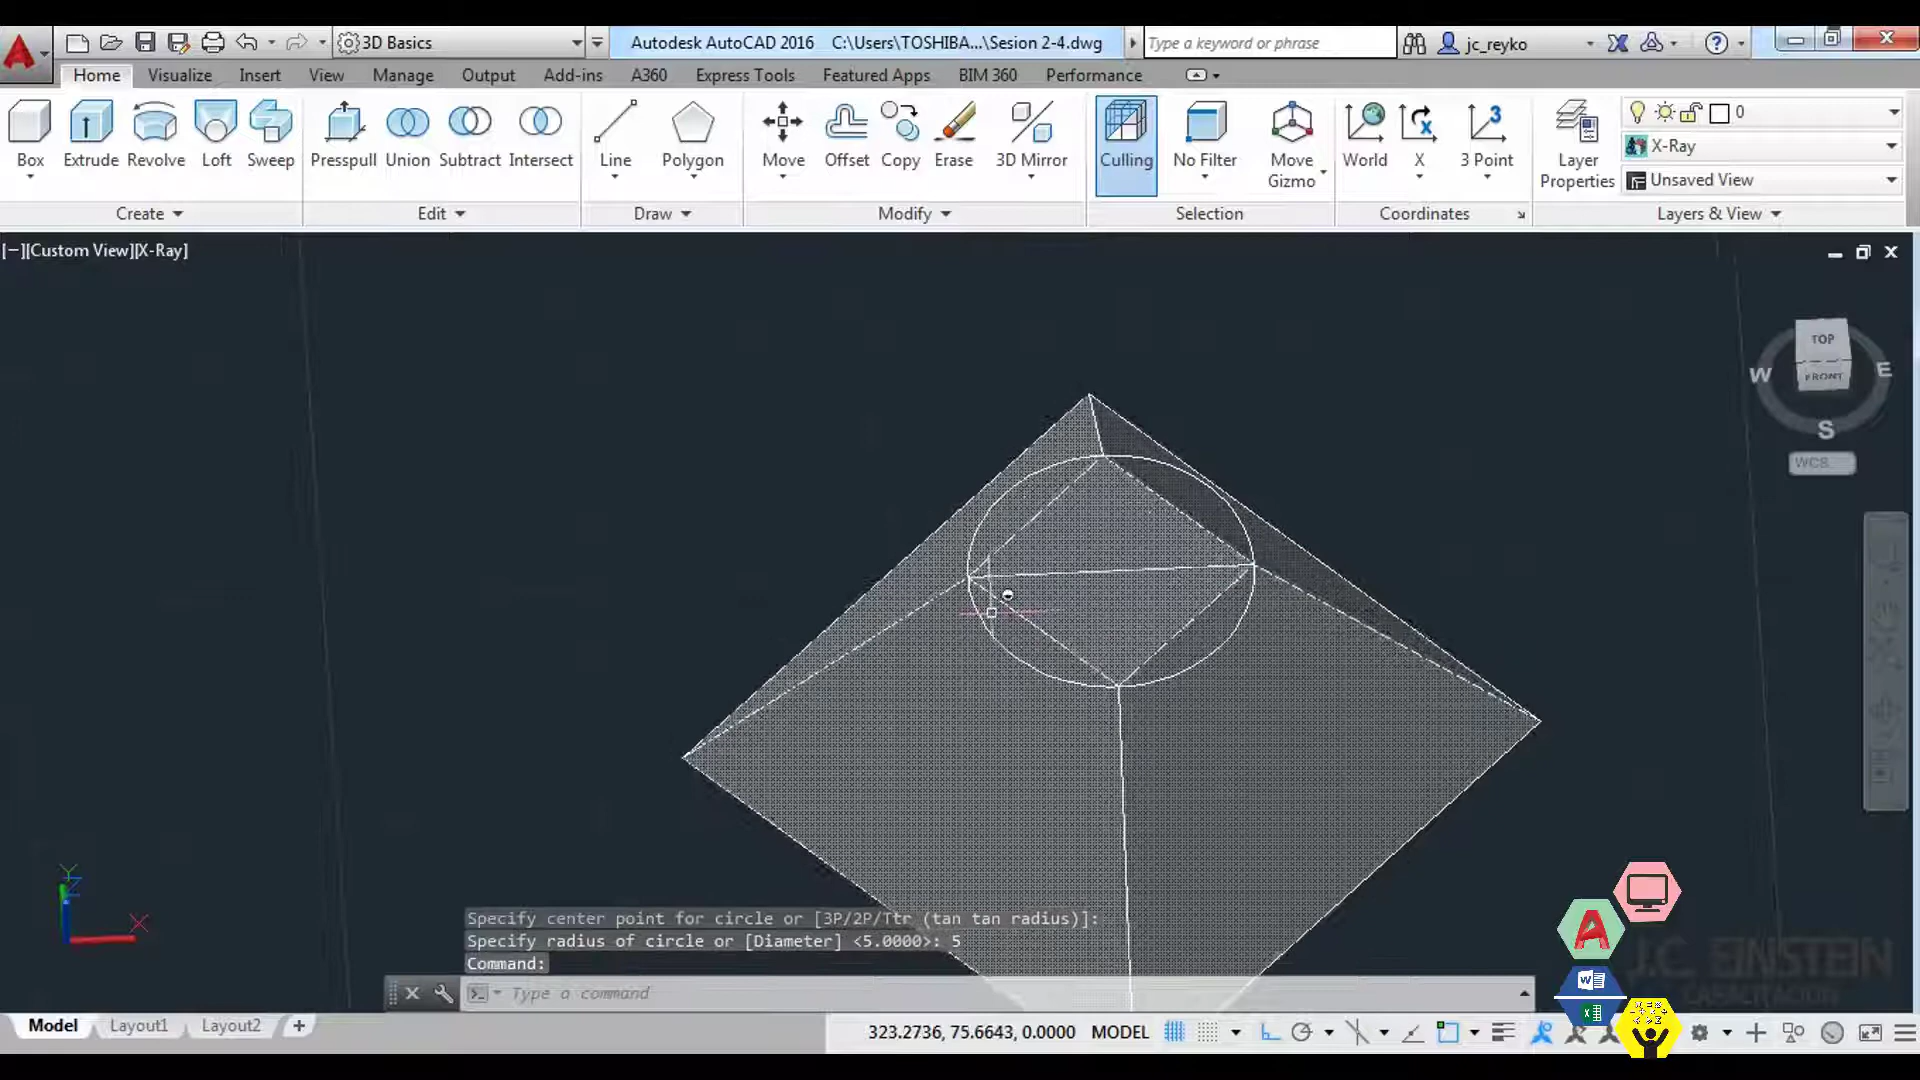 3D Basics
Autodesk AutoCAD 2016 C:\Users\TOSHIBA...\Sesion 2-4.dwg
Type a keyword or phrase
jc_reyko
Home Visualize Insert View Manage Output Add-ins A360 Express Tools Featured Apps BIM 360 Performance
Box Extrude Revolve Loft Sweep Presspull Union Subtract Intersect Line Polygon Move Offset Copy Erase 3D Mirror Culling No Filter Move Gizmo World X 3 Point Layer Properties
0
X-Ray
Unsaved View
Create Edit Draw Modify Selection Coordinates Layers & View
[−][Custom View][X-Ray]
TOP
FRONT
W
E
S
WCS
Y
Z
X
Specify center point for circle or [3P/2P/Ttr (tan tan radius)]:
Specify radius of circle or [Diameter] <5.0000>: 5
Command:
Type a command
J.C. EINSTEIN
CAPACITACION
Model Layout1 Layout2 +
323.2736, 75.6643, 0.0000 MODEL